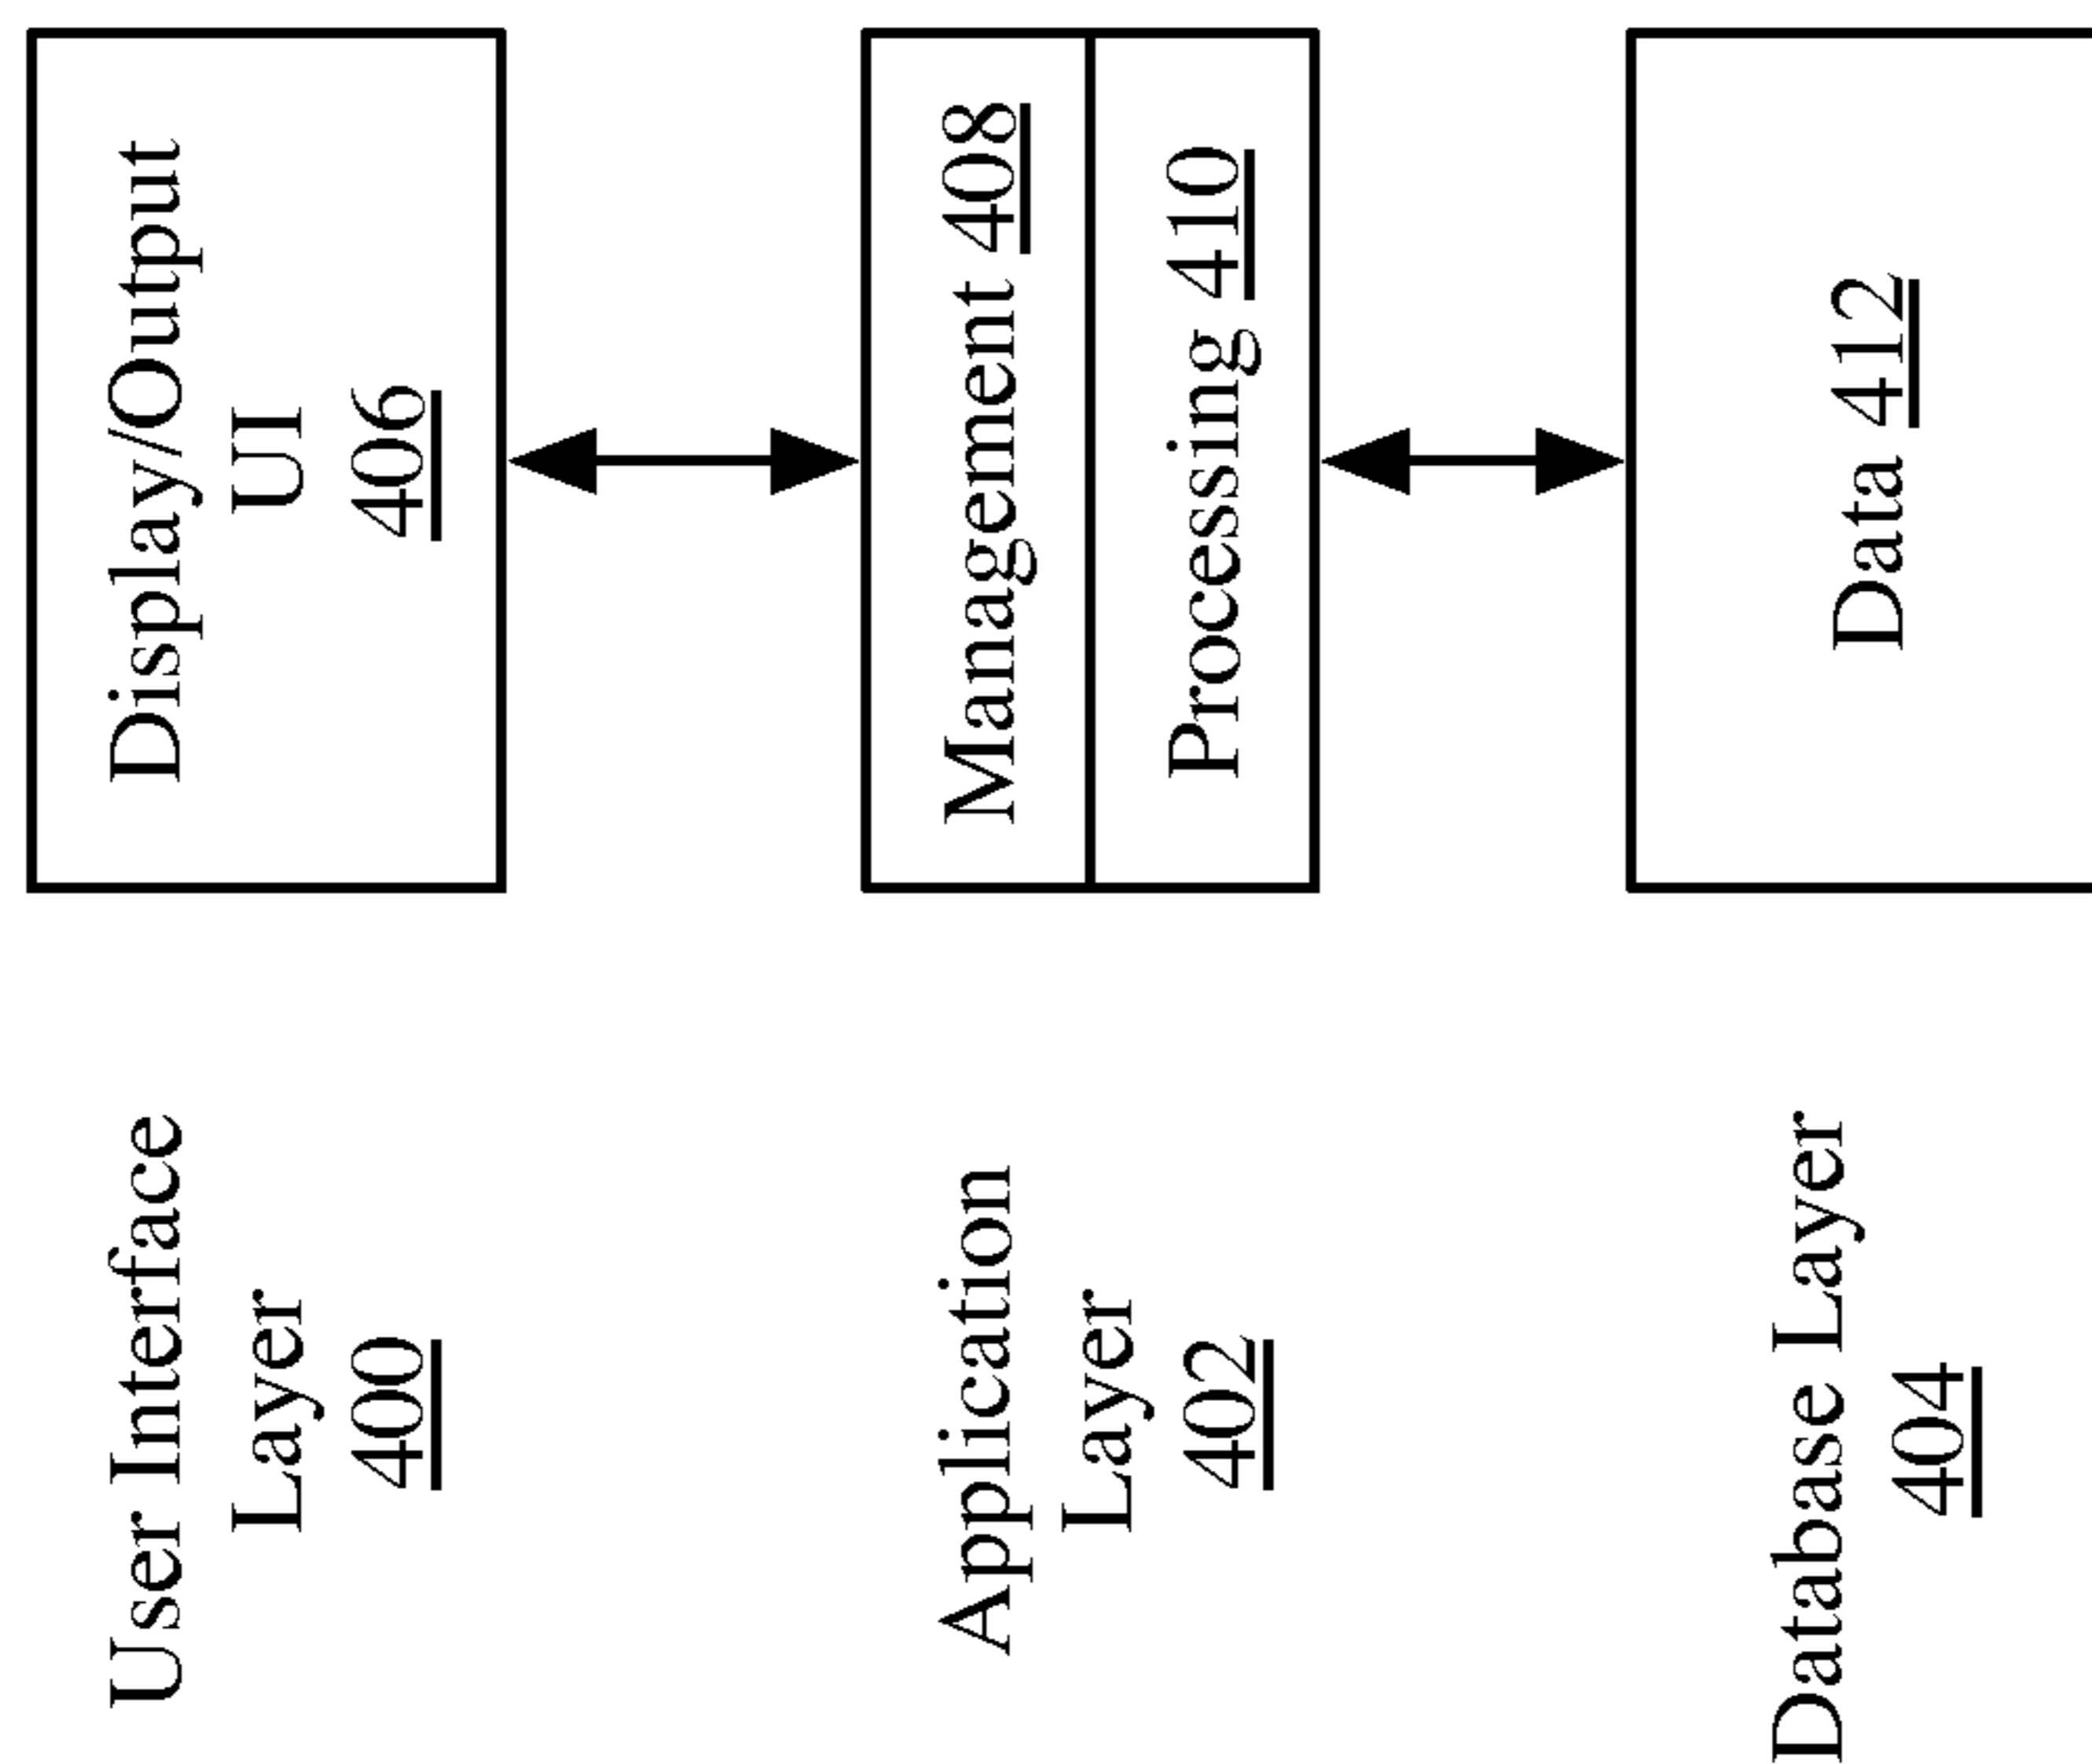 User Interface
Layer
400
Display/Output
UI
406
Application
Layer
402
Management 408
Processing 410
Database Layer
404
Data 412